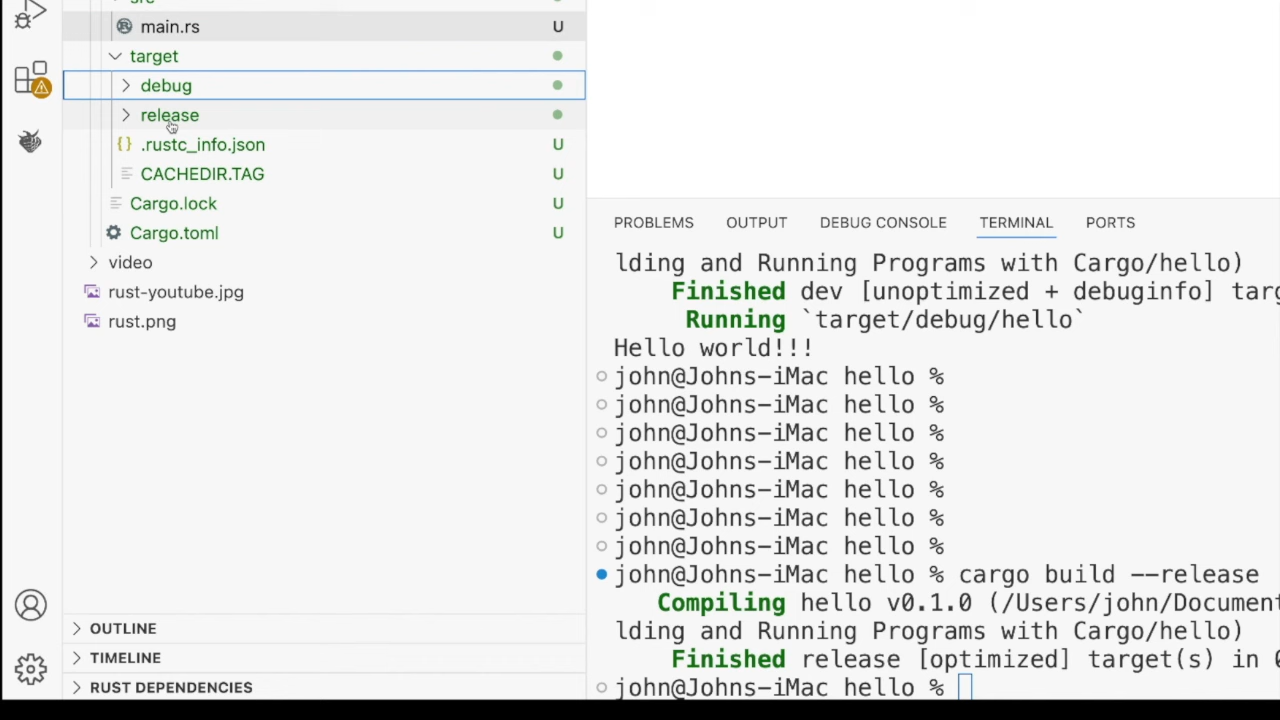 src
main.rs U
target
debug
release
.rustc_info.json U
CACHEDIR.TAG U
Cargo.lock U
Cargo.toml U
video
rust-youtube.jpg
rust.png
OUTLINE
TIMELINE
RUST DEPENDENCIES
PROBLEMS OUTPUT DEBUG CONSOLE TERMINAL PORTS
lding and Running Programs with Cargo/hello)
Finished dev [unoptimized + debuginfo] targ
Running `target/debug/hello`
Hello world!!!
john@Johns-iMac hello %
john@Johns-iMac hello %
john@Johns-iMac hello %
john@Johns-iMac hello %
john@Johns-iMac hello %
john@Johns-iMac hello %
john@Johns-iMac hello %
john@Johns-iMac hello % cargo build --release
Compiling hello v0.1.0 (/Users/john/Document
lding and Running Programs with Cargo/hello)
Finished release [optimized] target(s) in 0
john@Johns-iMac hello %